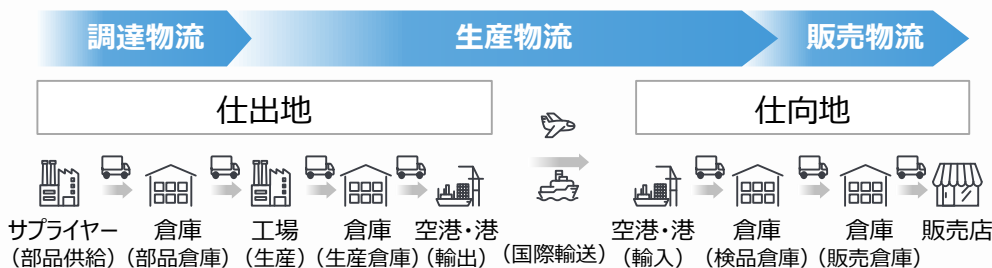 調達物流
生産物流
販売物流
仕出地
仕向地
サプライヤー
(部品供給)
倉庫
(部品倉庫)
工場
(生産)
倉庫
(生産倉庫)
空港・港
(輸出)
(国際輸送)
空港・港
(輸入)
倉庫
(検品倉庫)
倉庫
(販売倉庫)
販売店